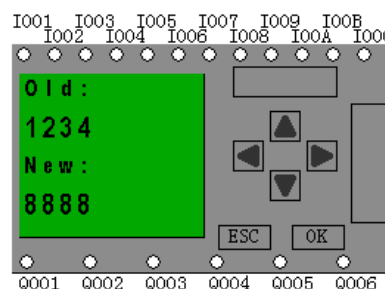 I001 I003 I005 I007 I009 I00B
I002 I004 I006 I008 I00A
Old:
1234
New:
8888
ESC OK
Q001 Q002 Q003 Q004 Q005 Q006